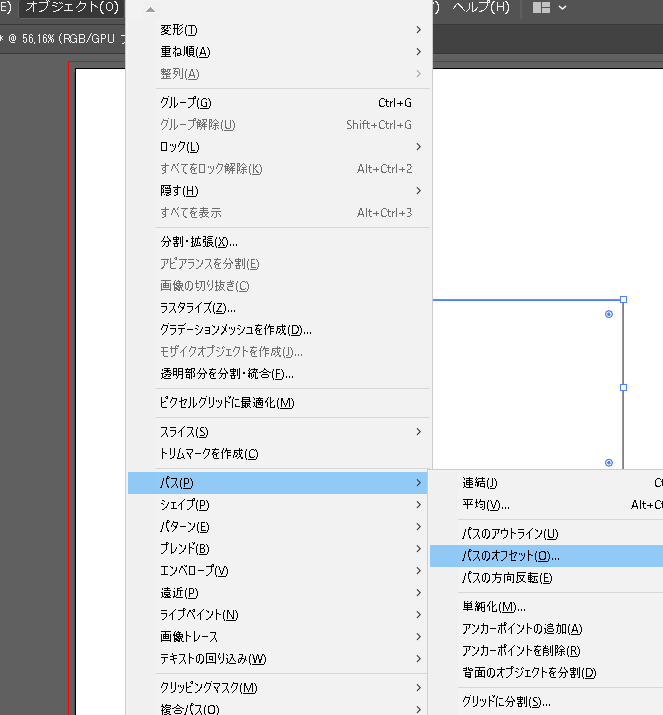 E) オブジェクト(O) ) ヘルプ(H)
* @ 56.16% (RGB/GPU
変形(T)
重ね順(A)
整列(A)
グループ(G) Ctrl+G
グループ解除(U) Shift+Ctrl+G
ロック(L)
すべてをロック解除(K) Alt+Ctrl+2
隠す(H)
すべてを表示 Alt+Ctrl+3
分割・拡張(X)...
アピアランスを分割(E)
画像の切り抜き(C)
ラスタライズ(Z)...
グラデーションメッシュを作成(D)...
モザイクオブジェクトを作成(J)...
透明部分を分割・統合(F)...
ピクセルグリッドに最適化(M)
スライス(S)
トリムマークを作成(C)
パス(P)
シェイプ(P)
パターン(E)
ブレンド(B)
エンベロープ(V)
遠近(P)
ライブペイント(N)
画像トレース
テキストの回り込み(W)
クリッピングマスク(M)
複合パス(O)
連結(J) Ct
平均(V)... Alt+Ct
パスのアウトライン(U)
パスのオフセット(O)...
パスの方向反転(E)
単純化(M)...
アンカーポイントの追加(A)
アンカーポイントを削除(R)
背面のオブジェクトを分割(D)
グリッドに分割(S)...